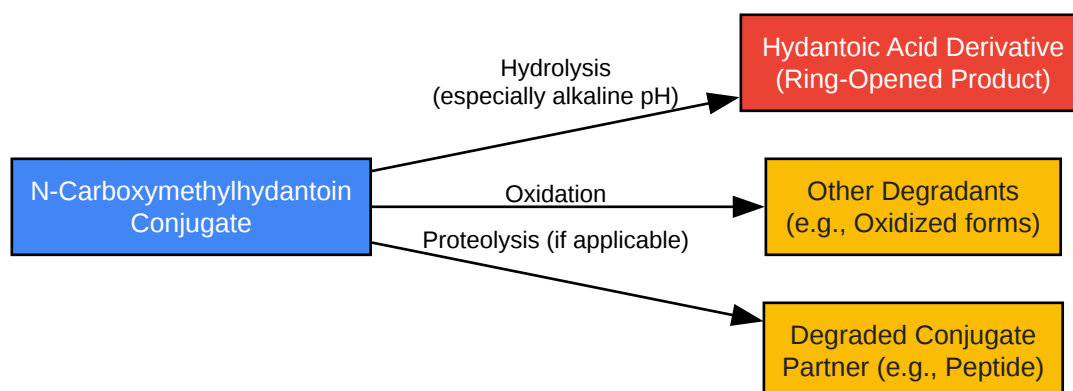 Hydantoic Acid Derivative
(Ring-Opened Product)
Hydrolysis
(especially alkaline pH)
N-Carboxymethylhydantoin
Conjugate
Oxidation
Other Degradants
(e.g., Oxidized forms)
Proteolysis (if applicable)
Degraded Conjugate
Partner (e.g., Peptide)